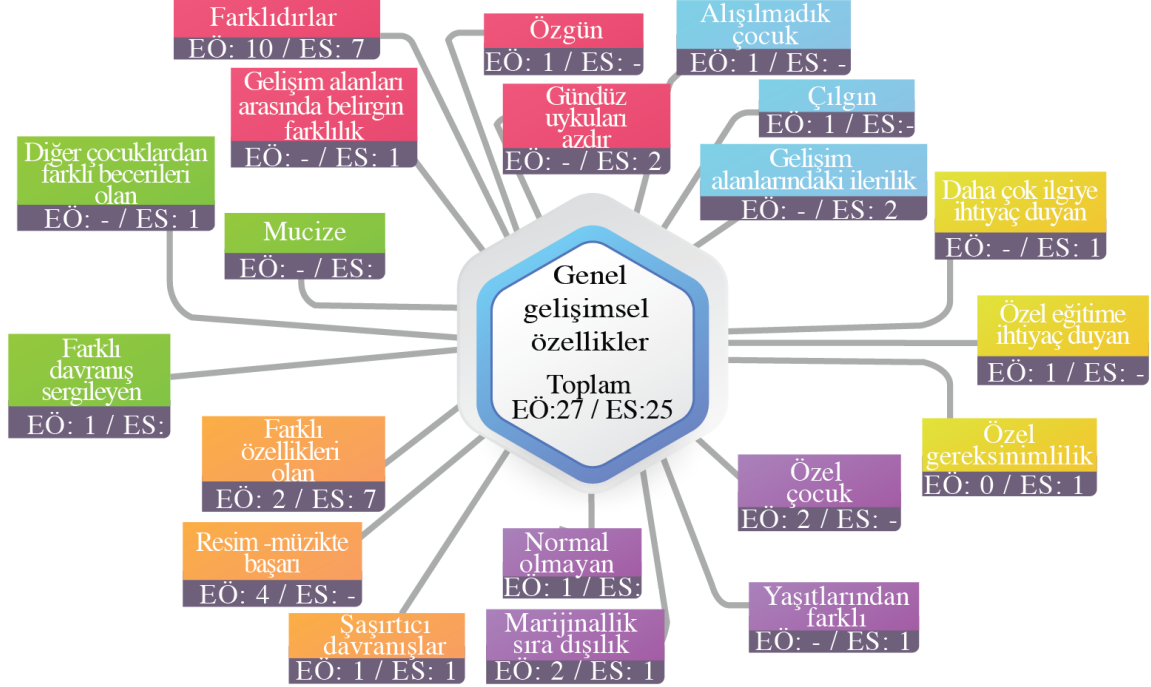 Farklıdırlar
EÖ: 10 / ES: 7
Özgün
EÖ: 1 / ES: -
Alışılmadık
çocuk
EÖ: 1 / ES: -
Gelişim alanları
arasında belirgin
farklılık
EÖ: - / ES: 1
Gündüz
uykuları
azdır
EÖ: - / ES: 2
Çılgın
EÖ: 1 / ES:-
Diğer çocuklardan
farklı becerileri
olan
EÖ: - / ES: 1
Gelişim
alanlarındaki ilerilik
EÖ: - / ES: 2
Daha çok ilgiye
ihtiyaç duyan
EÖ: - / ES: 1
Mucize
EÖ: - / ES:
Genel
gelişimsel
özellikler
Toplam
EÖ:27 / ES:25
Özel eğitime
ihtiyaç duyan
EÖ: 1 / ES: -
Farklı
davranış
sergileyen
EÖ: 1 / ES:
Farklı
özellikleri
olan
EÖ: 2 / ES: 7
Özel
gereksinimlilik
EÖ: 0 / ES: 1
Özel
çocuk
EÖ: 2 / ES: -
Resim -müzikte
başarı
EÖ: 4 / ES: -
Normal
olmayan
EÖ: 1 / ES:
Yaşıtlarından
farklı
EÖ: - / ES: 1
Şaşırtıcı
davranışlar
EÖ: 1 / ES: 1
Marijinallik
sıra dışılık
EÖ: 2 / ES: 1